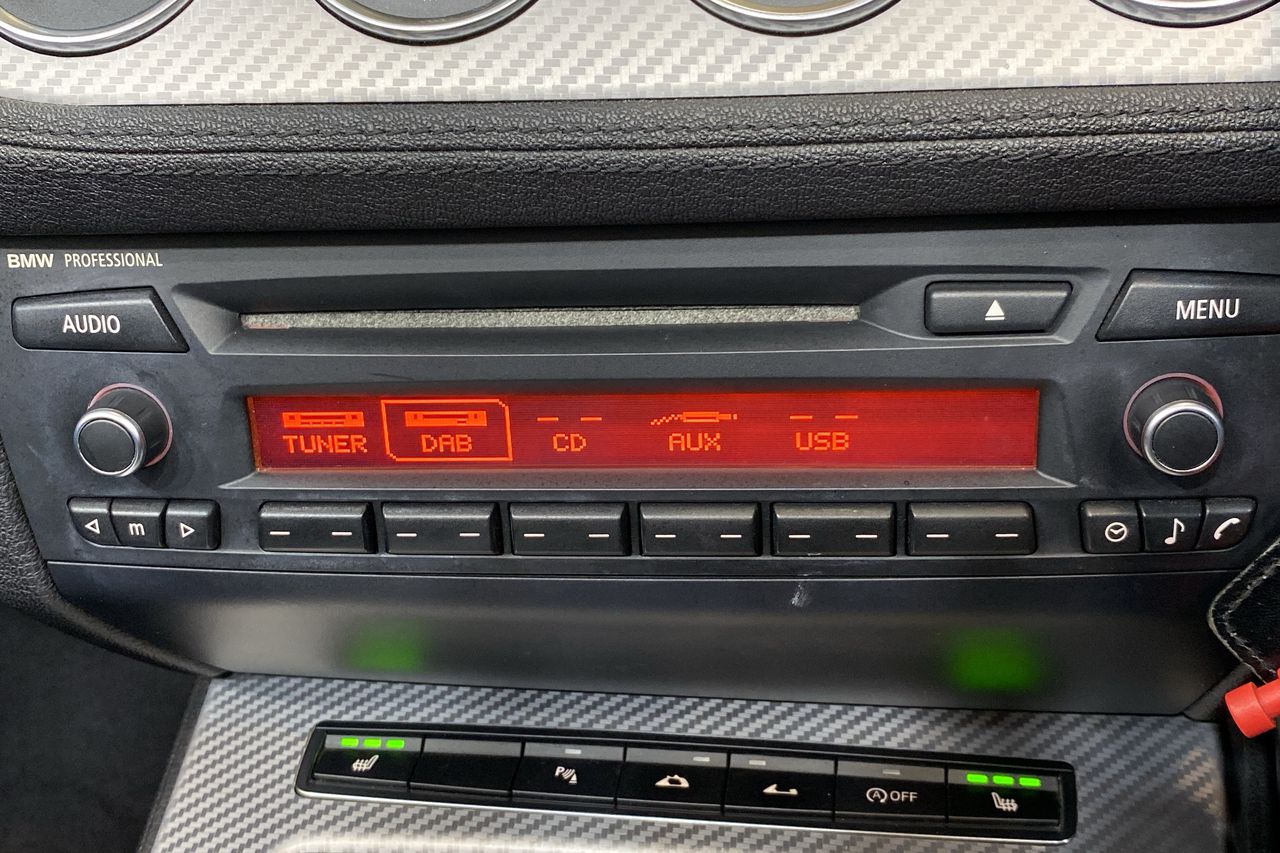 BMW PROFESSIONAL
AUDIO
MENU
TUNER DAB CD AUX USB
m
P
A OFF